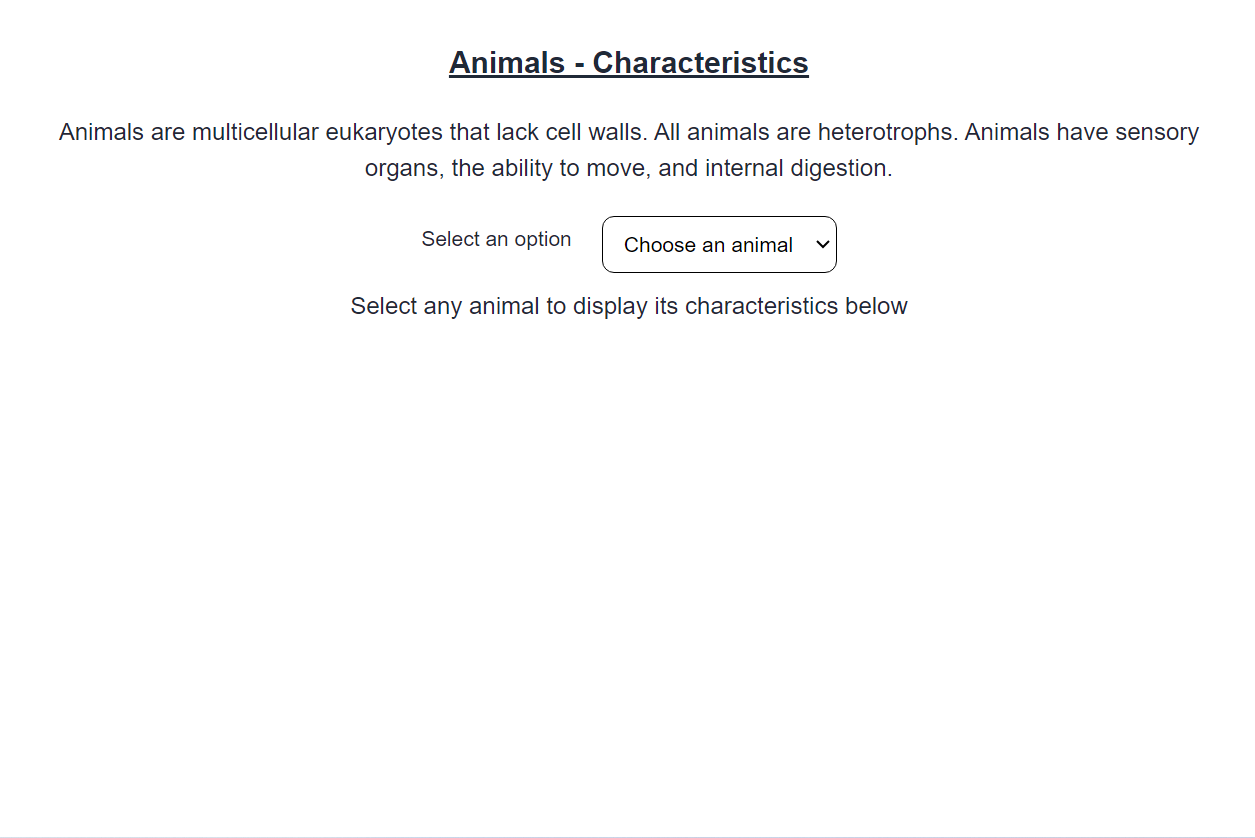 Animals - Characteristics
Animals are multicellular eukaryotes that lack cell walls. All animals are heterotrophs. Animals have sensory
organs, the ability to move, and internal digestion.
Select an option
Choose an animal
Select any animal to display its characteristics below